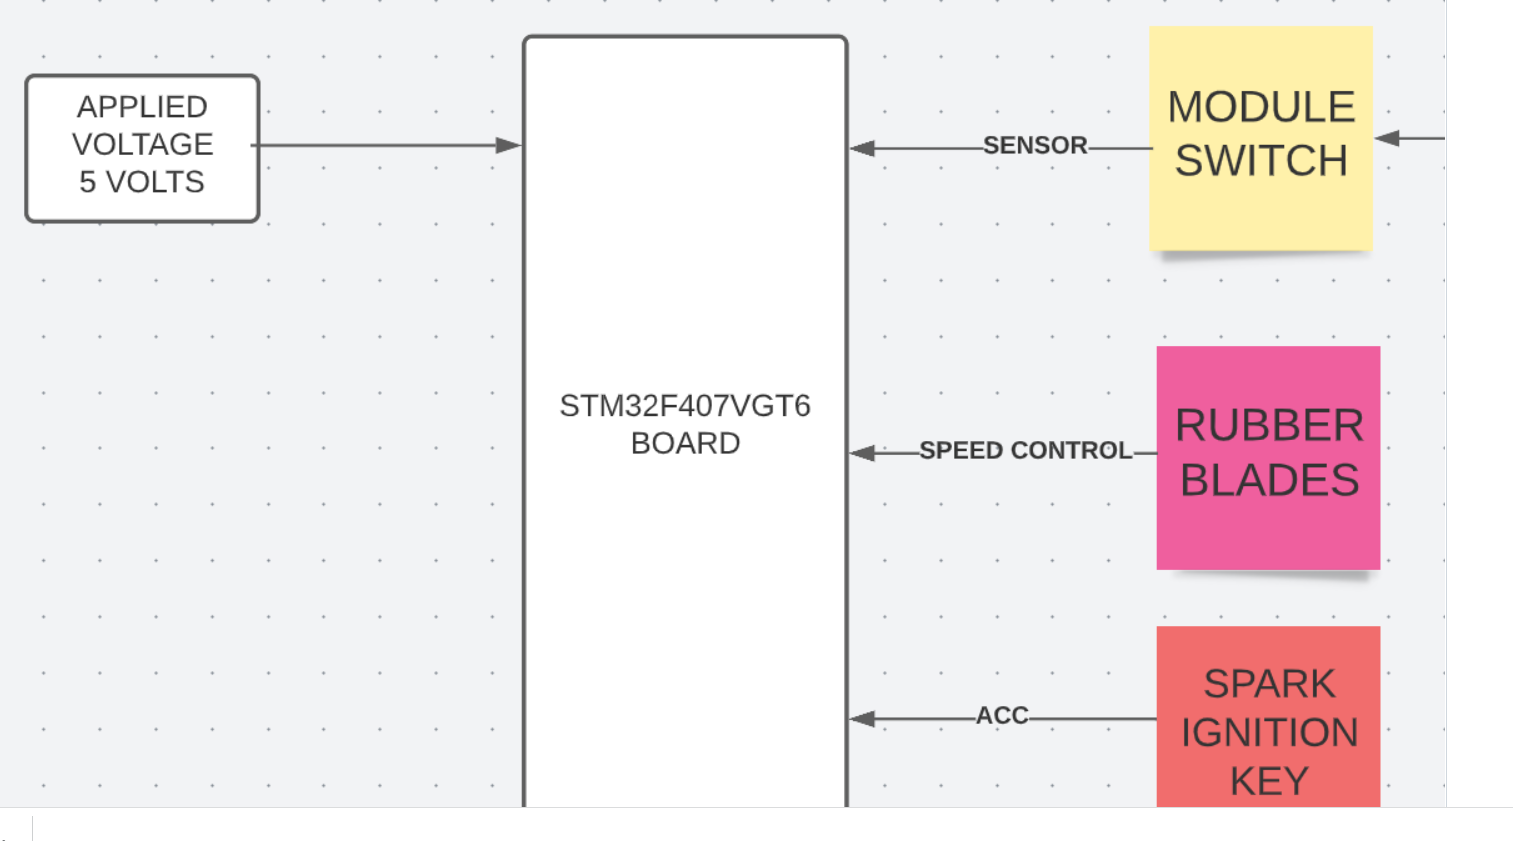 APPLIED
VOLTAGE
5 VOLTS
SENSOR
MODULE
SWITCH
STM32F407VGT6
BOARD
SPEED CONTROL
RUBBER
BLADES
ACC
SPARK
IGNITION
KEY